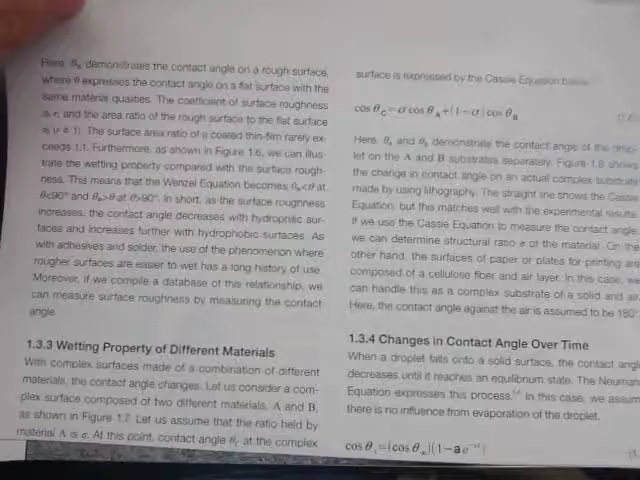 Here, θR demonstrates the contact angle on a rough surface,
where θ expresses the contact angle on a flat surface with the
same material qualities. The coefficient of surface roughness
is r, and the area ratio of the rough surface to the flat surface
is (r ≠ 1). The surface area ratio of a coated thin-film rarely ex-
ceeds 1.1. Furthermore, as shown in Figure 1.6, we can illus-
trate the wetting property compared with the surface rough-
ness. This means that the Wenzel Equation becomes θR<θ at
θ<90° and θR>θ at θ>90°. In short, as the surface roughness
increases, the contact angle decreases with hydrophilic sur-
faces and increases further with hydrophobic surfaces. As
with adhesives and solder, the use of the phenomenon where
rougher surfaces are easier to wet has a long history of use.
Moreover, if we compile a database of this relationship, we
can measure surface roughness by measuring the contact
angle.
1.3.3 Wetting Property of Different Materials
With complex surfaces made of a combination of different
materials, the contact angle changes. Let us consider a com-
plex surface composed of two different materials, A and B,
as shown in Figure 1.7. Let us assume that the ratio held by
material A is σ. At this point, contact angle θC at the complex
surface is expressed by the Cassie Equation below.
cos θC = σ cos θA + (1 − σ) cos θB
Here, θA and θB demonstrate the contact angle of the drop-
let on the A and B substrates separately. Figure 1.8 shows
the change in contact angle on an actual complex substrate
made by using lithography. The straight line shows the Cassie
Equation, but this matches well with the experimental results.
If we use the Cassie Equation to measure the contact angle,
we can determine structural ratio σ of the material. On the
other hand, the surfaces of paper or plates for printing are
composed of a cellulose fiber and air layer. In this case, we
can handle this as a complex substrate of a solid and air.
Here, the contact angle against the air is assumed to be 180°.
1.3.4 Changes in Contact Angle Over Time
When a droplet falls onto a solid surface, the contact angle
decreases until it reaches an equilibrium state. The Neuman
Equation expresses this process. In this case, we assum
there is no influence from evaporation of the droplet.